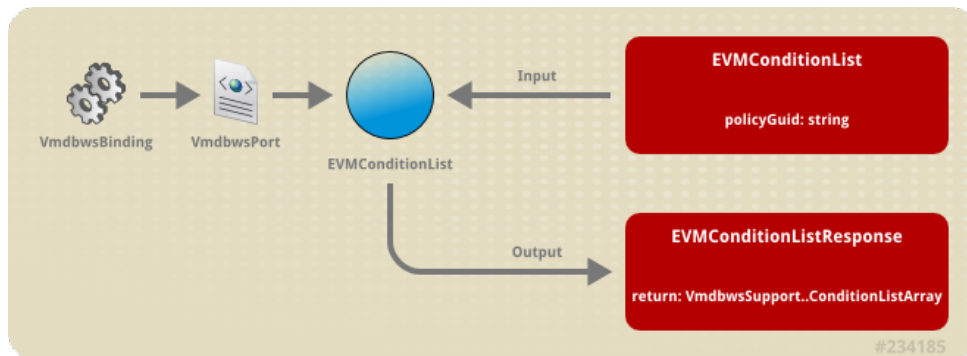 VmdbwsBinding
VmdbwsPort
EVMConditionList
Input
EVMConditionList
policyGuid: string
Output
EVMConditionListResponse
return: VmdbwsSupport..ConditionListArray
#234185